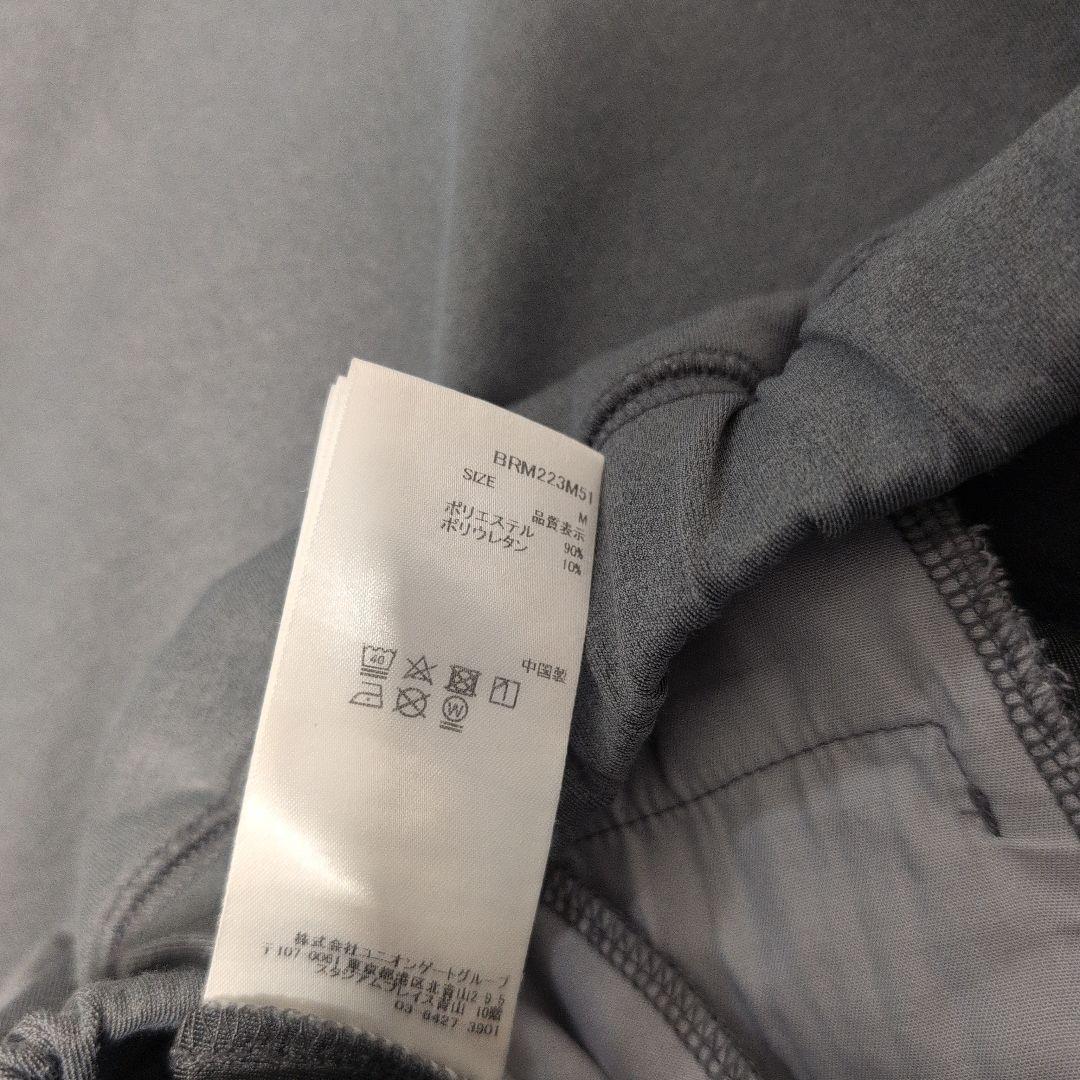 BRM223M51
SIZE M
品質表示
ポリエステル 90%
ポリウレタン 10%
中国製
40
W
株式会社ユニオンゲートグループ
〒107 0061 東京都港区北青山2 9 5
スタジアムプレイス青山 10階
03 6427 3901